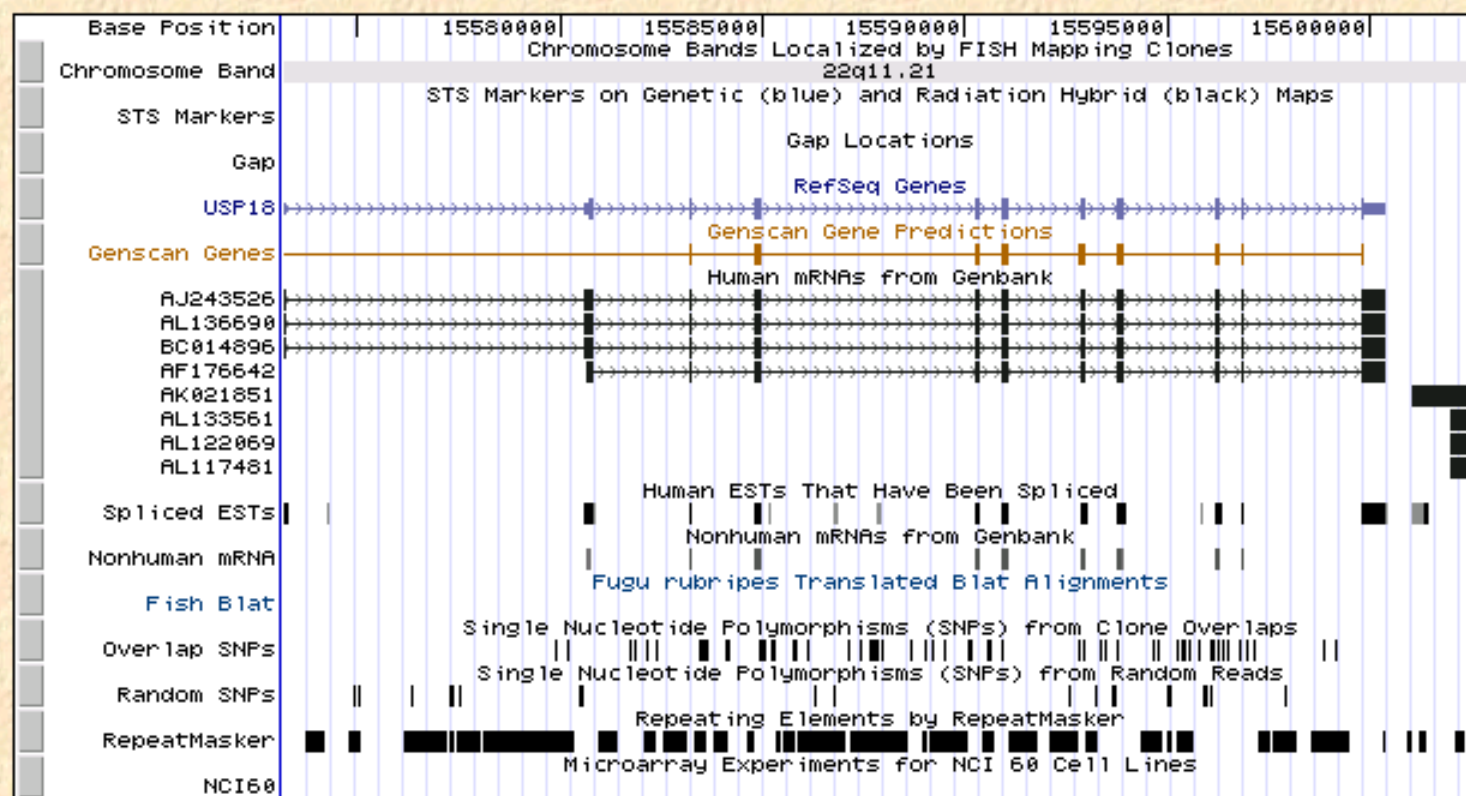 Base Position 15580000| 15585000| 15590000| 15595000| 15600000|
Chromosome Bands Localized by FISH Mapping Clones
Chromosome Band 22q11.21
STS Markers on Genetic (blue) and Radiation Hybrid (black) Maps
STS Markers
Gap Locations
Gap
RefSeq Genes
USP18
Genscan Gene Predictions
Genscan Genes
Human mRNAs from Genbank
AJ243526
AL136690
BC014896
AF176642
AK021851
AL133561
AL122069
AL117481
Human ESTs That Have Been Spliced
Spliced ESTs
Nonhuman mRNAs from Genbank
Nonhuman mRNA
Fugu rubripes Translated Blat Alignments
Fish Blat
Single Nucleotide Polymorphisms (SNPs) from Clone Overlaps
Overlap SNPs
Single Nucleotide Polymorphisms (SNPs) from Random Reads
Random SNPs
Repeating Elements by RepeatMasker
RepeatMasker
Microarray Experiments for NCI 60 Cell Lines
NCI60